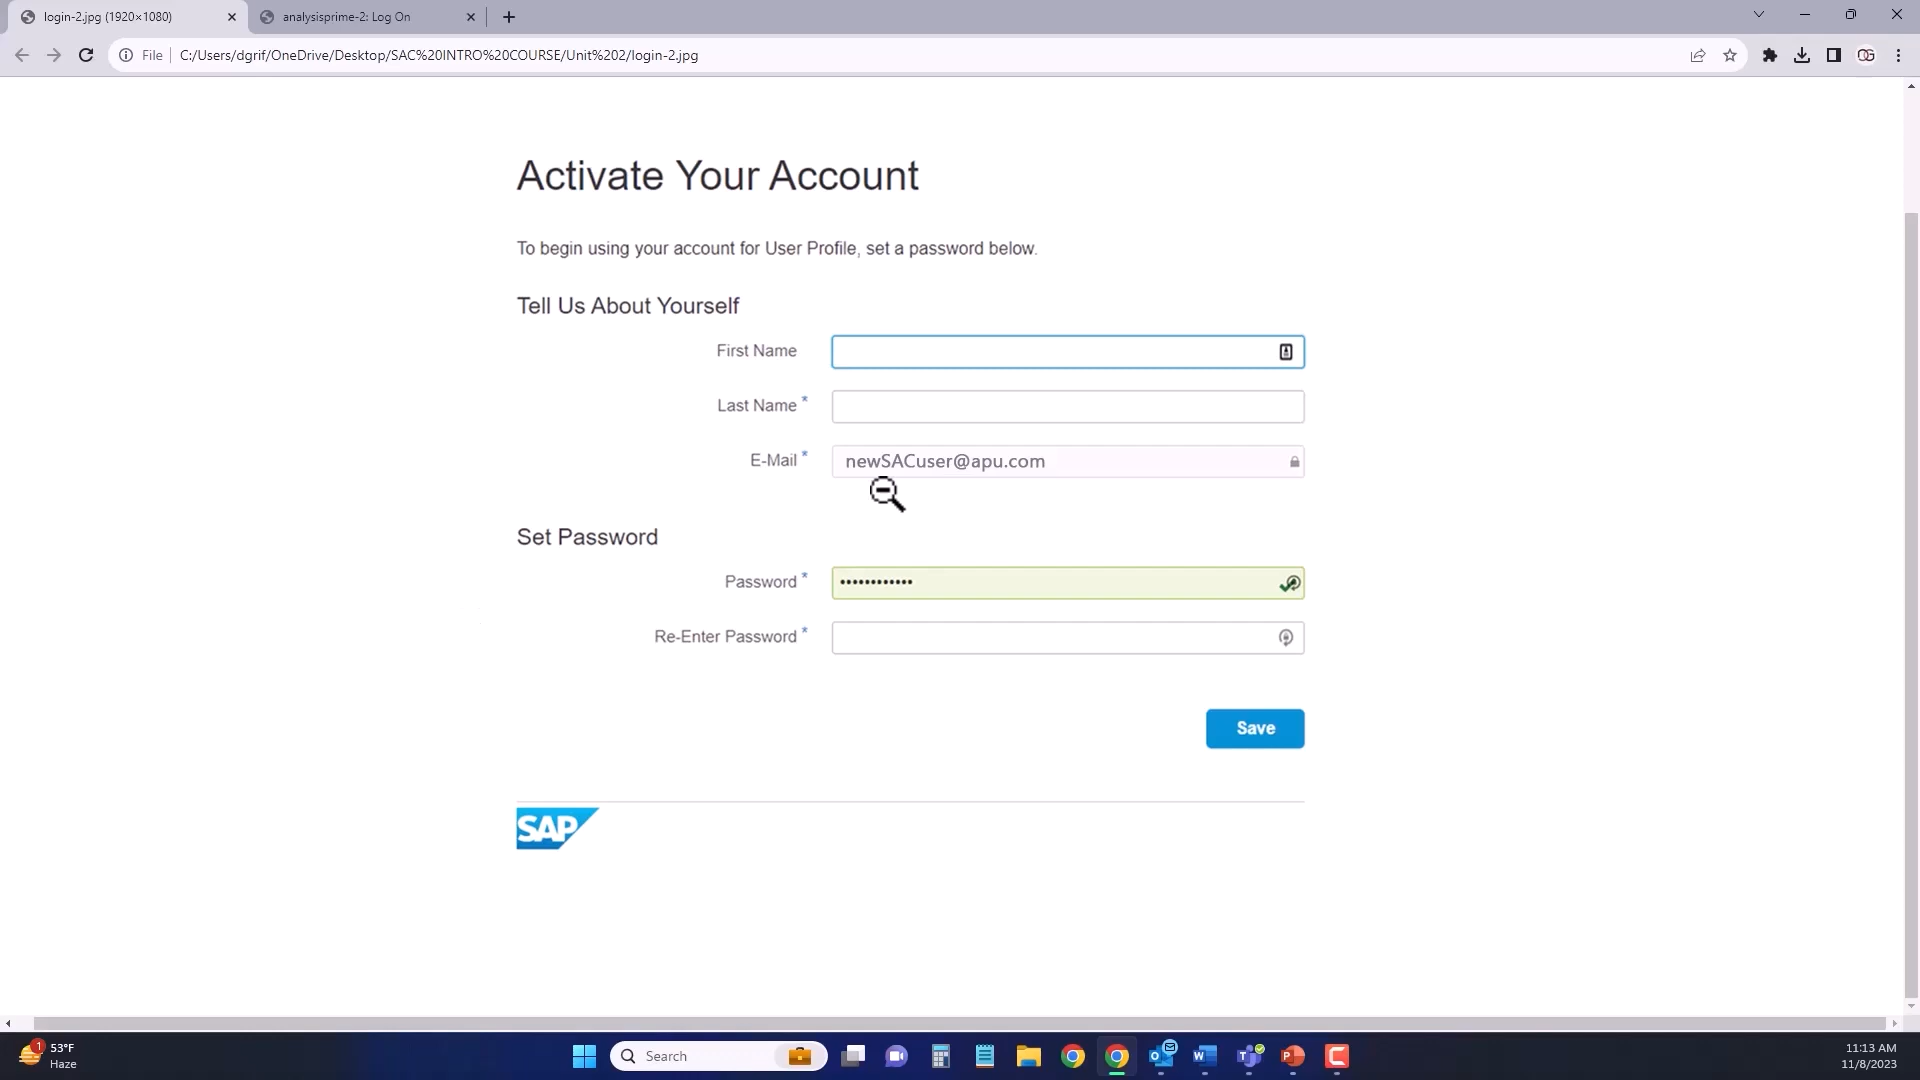 login-2.jpg (1920×1080)
analysisprime-2: Log On
File
C:/Users/dgrif/OneDrive/Desktop/SAC%20INTRO%20COURSE/Unit%202/login-2.jpg
Activate Your Account
To begin using your account for User Profile, set a password below.
Tell Us About Yourself
First Name
Last Name *
E-Mail *
newSACuser@apu.com
Set Password
Password *
••••••••••••
Re-Enter Password *
Save
SAP
1
53°F
Haze
Search
11:13 AM
11/8/2023